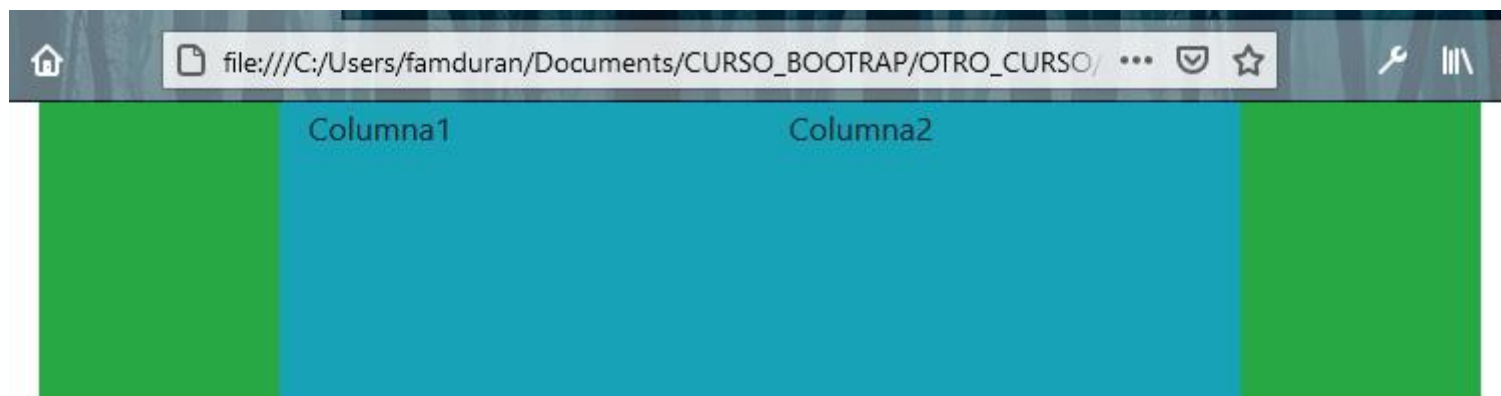 file:///C:/Users/famduran/Documents/CURSO_BOOTRAP/OTRO_CURSO/
Columna1 Columna2